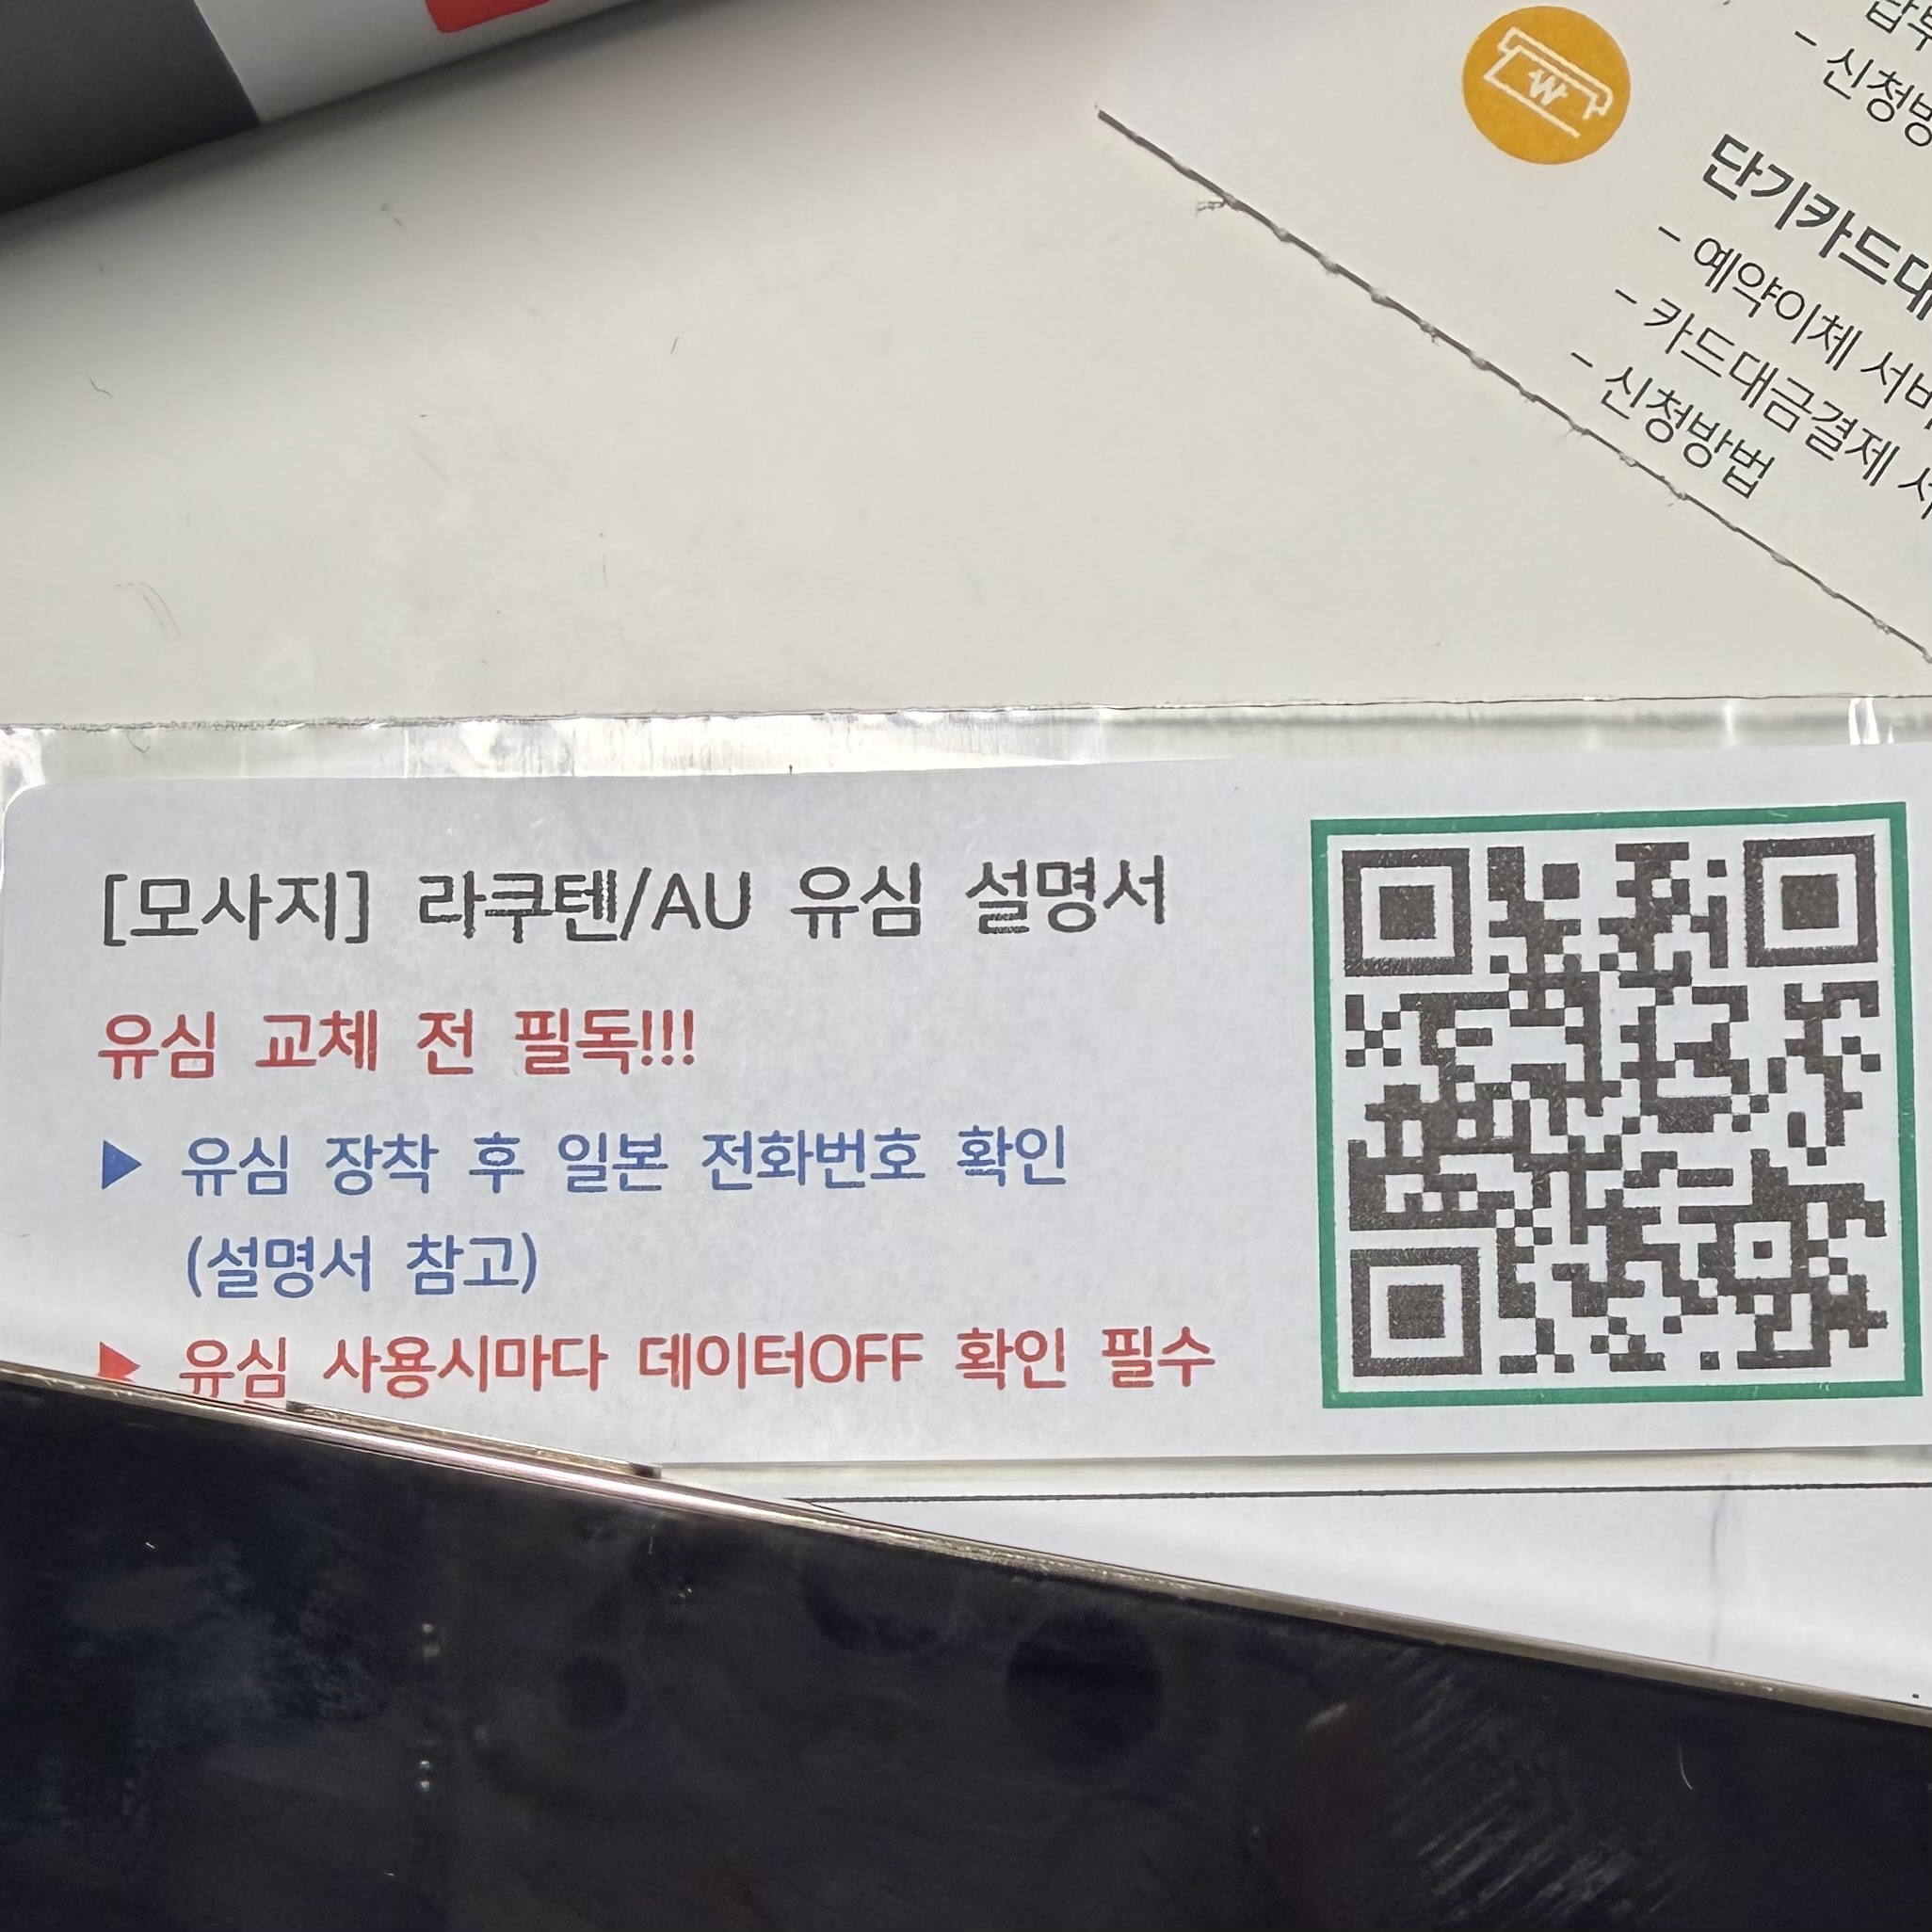 - 신청방
단기카드대
- 예약이체 서비
- 카드대금결제 서
- 신청방법
[모사지] 라쿠텐/AU 유심 설명서
유심 교체 전 필독!!!
▶ 유심 장착 후 일본 전화번호 확인
(설명서 참고)
▶ 유심 사용시마다 데이터OFF 확인 필수